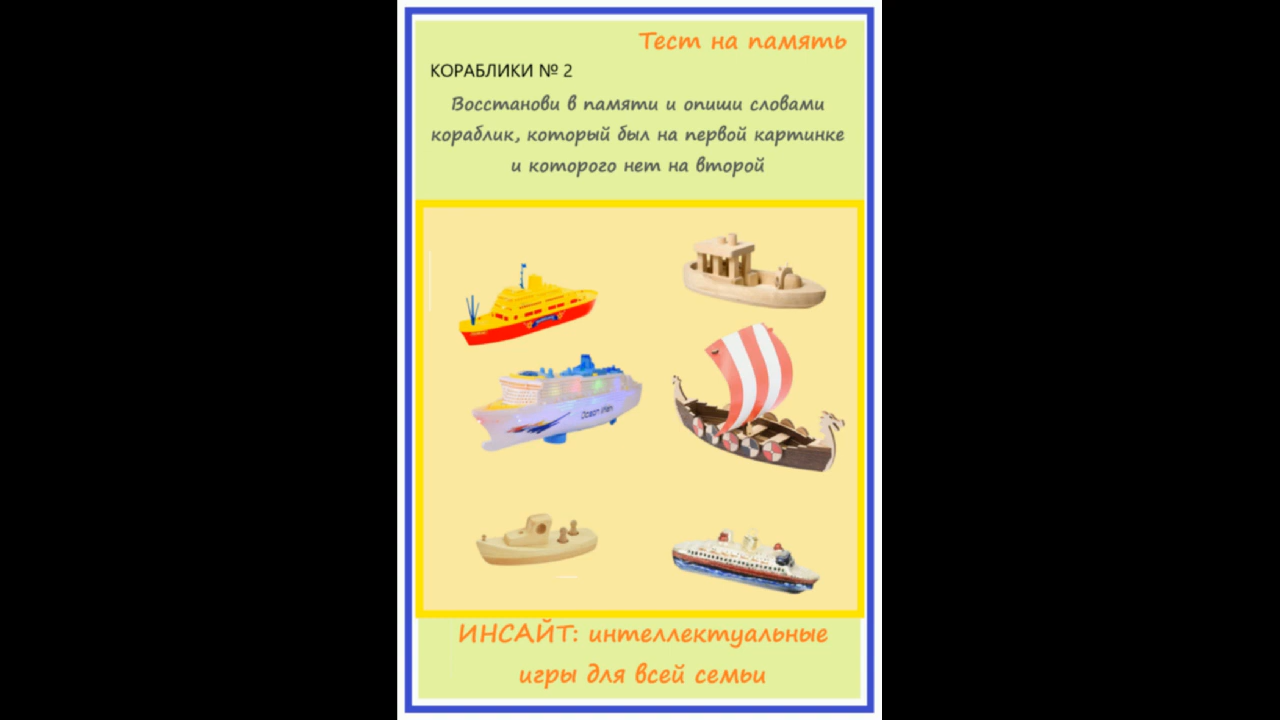 Тест на память
КОРАБЛИКИ № 2
Восстанови в памяти и опиши словами
кораблик, который был на первой картинке
и которого нет на второй
ИНСАЙТ: интеллектуальные
игры для всей семьи